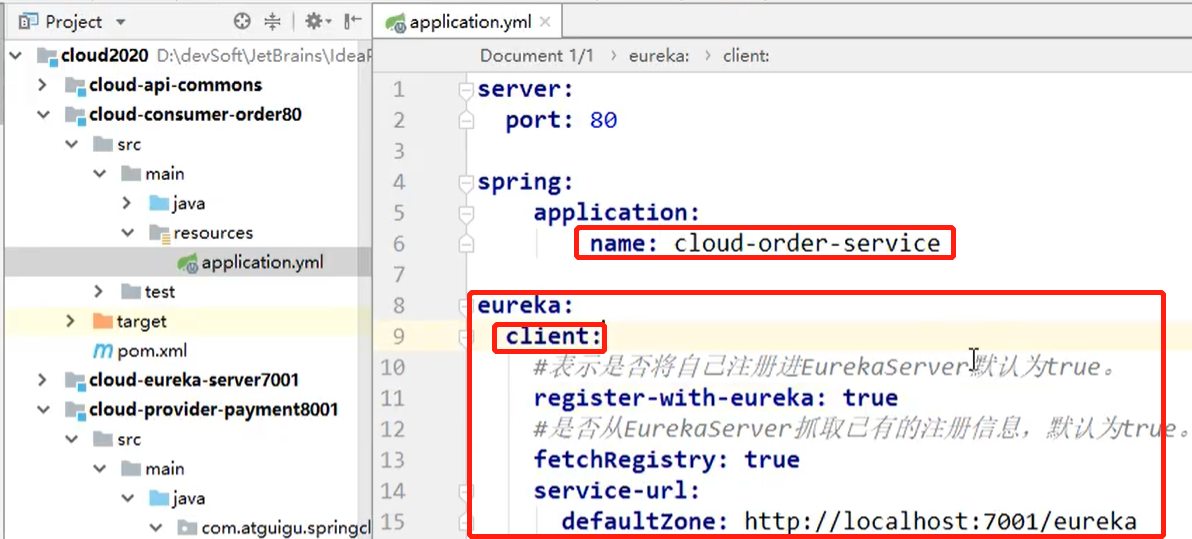 Project
cloud2020 D:\devSoft\JetBrains\IdeaP
cloud-api-commons
cloud-consumer-order80
src
main
java
resources
application.yml
test
target
pom.xml
cloud-eureka-server7001
cloud-provider-payment8001
src
main
java
com.atguigu.springcl
application.yml
Document 1/1 › eureka: › client:
1 server:
2 port: 80
3
4 spring:
5 application:
6 name: cloud-order-service
7
8 eureka:
9 client:
10 #表示是否将自己注册进EurekaServer默认为true。
11 register-with-eureka: true
12 #是否从EurekaServer抓取已有的注册信息，默认为true。
13 fetchRegistry: true
14 service-url:
15 defaultZone: http://localhost:7001/eureka